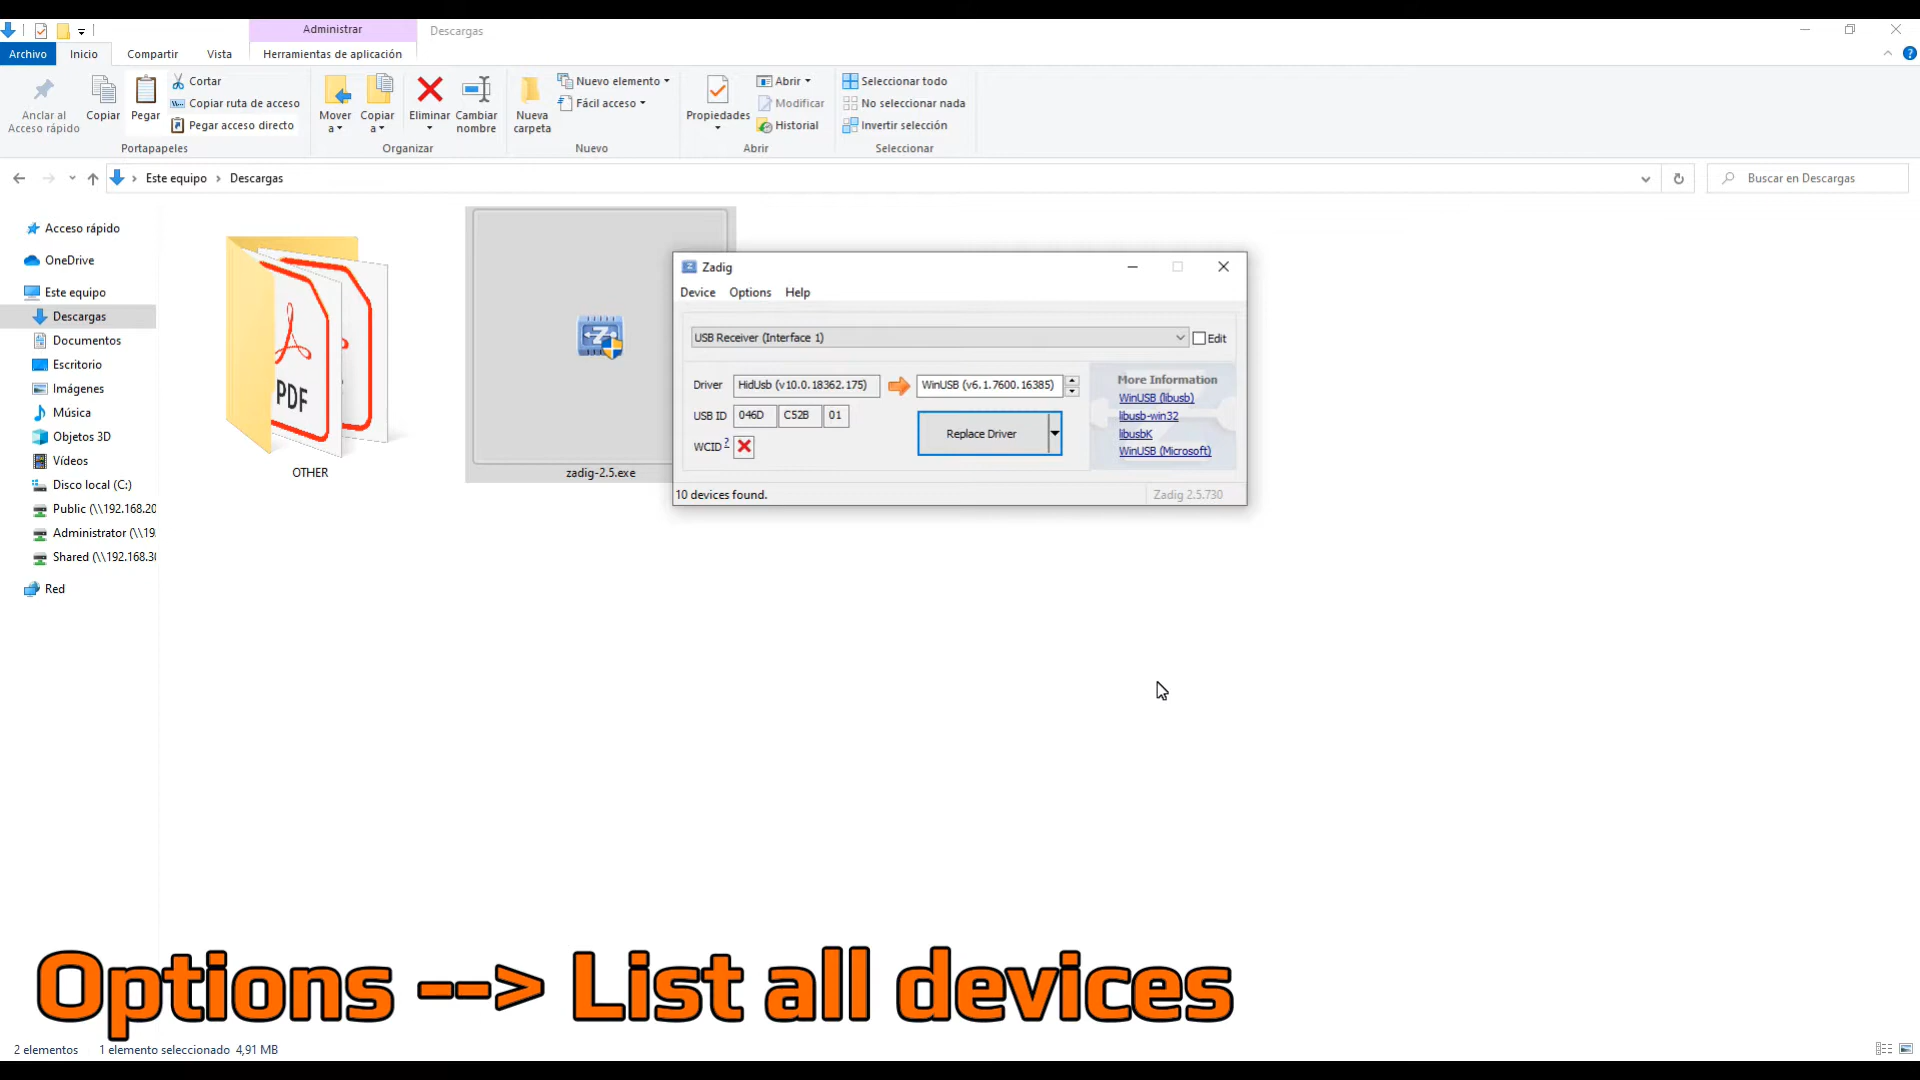 Administrar
Descargas
Archivo
Inicio
Compartir
Vista
Herramientas de aplicación
Anclar al
Acceso rápido
Copiar
Pegar
Cortar
Copiar ruta de acceso
Pegar acceso directo
Portapapeles
Mover
a
Copiar
a
Eliminar
Cambiar
nombre
Organizar
Nueva
carpeta
Nuevo elemento
Fácil acceso
Nuevo
Propiedades
Abrir
Modificar
Historial
Abrir
Seleccionar todo
No seleccionar nada
Invertir selección
Seleccionar
Este equipo > Descargas
Buscar en Descargas
Acceso rápido
OneDrive
Este equipo
Descargas
Documentos
Escritorio
Imágenes
Música
Objetos 3D
Vídeos
Disco local (C:)
Public (\\192.168.20
Administrator (\\19
Shared (\\192.168.30
Red
PDF
OTHER
zadig-2.5.exe
Zadig
Device Options Help
USB Receiver (Interface 1)
Edit
Driver HidUsb (v10.0.18362.175) WinUSB (v6.1.7600.16385)
USB ID 046D C52B 01
WCID ?
Replace Driver
More Information
WinUSB (libusb)
libusb-win32
libusbK
WinUSB (Microsoft)
10 devices found.
Zadig 2.5.730
Options --> List all devices
2 elementos 1 elemento seleccionado 4,91 MB